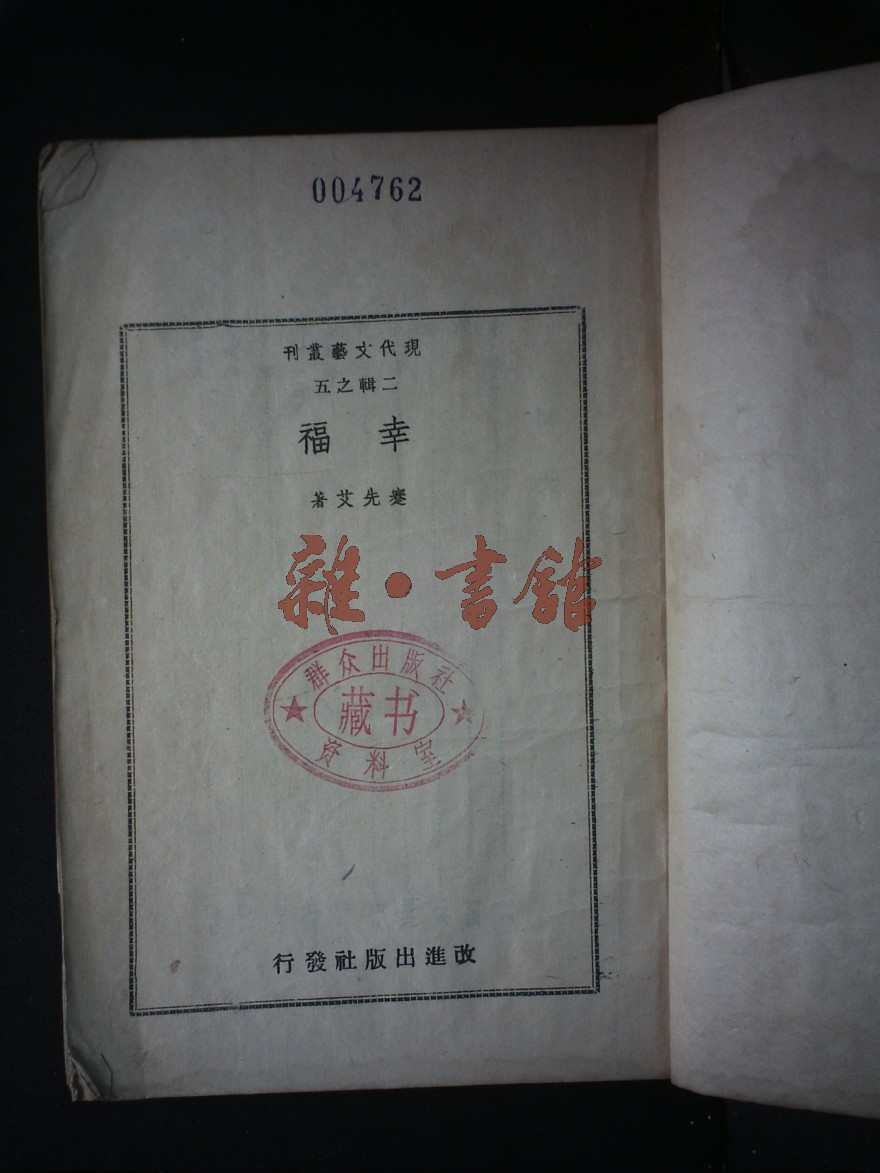 004762
現代文藝叢刊
二輯之五
幸福
蹇先艾著
雜·書館
群众出版社
藏书
资料室
改進出版社發行